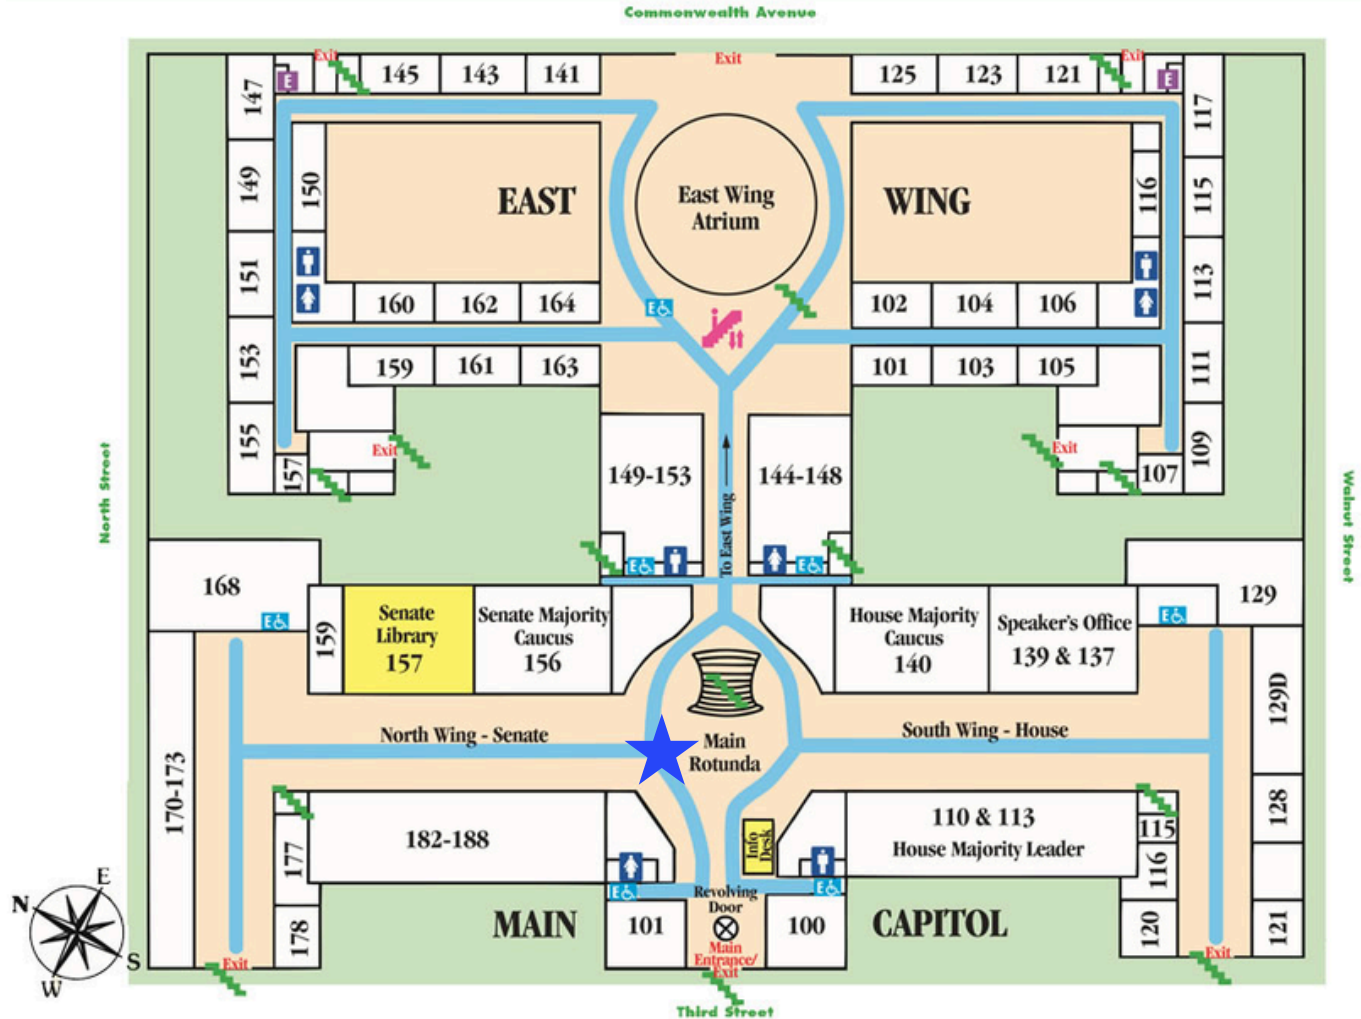 Commonwealth Avenue
Exit
Exit
Exit
E
145
143
141
125
123
121
E
147
117
149
150
EAST
East Wing
Atrium
WING
116
115
151
113
160
162
164
E
102
104
106
153
159
161
163
101
103
105
111
155
157
Exit
149-153
144-148
Exit
107
109
North Street
Walnut Street
To East Wing
E
E
168
E
159
Senate
Library
157
Senate Majority
Caucus
156
House Majority
Caucus
140
Speaker's Office
139 & 137
E
129
129D
North Wing - Senate
Main
Rotunda
South Wing - House
170-173
177
182-188
Info
Desk
110 & 113
House Majority Leader
115
128
116
E
Revolving
Door
E
N
E
S
W
178
MAIN
101
100
CAPITOL
120
121
Exit
Main
Entrance/
Exit
Exit
Third Street